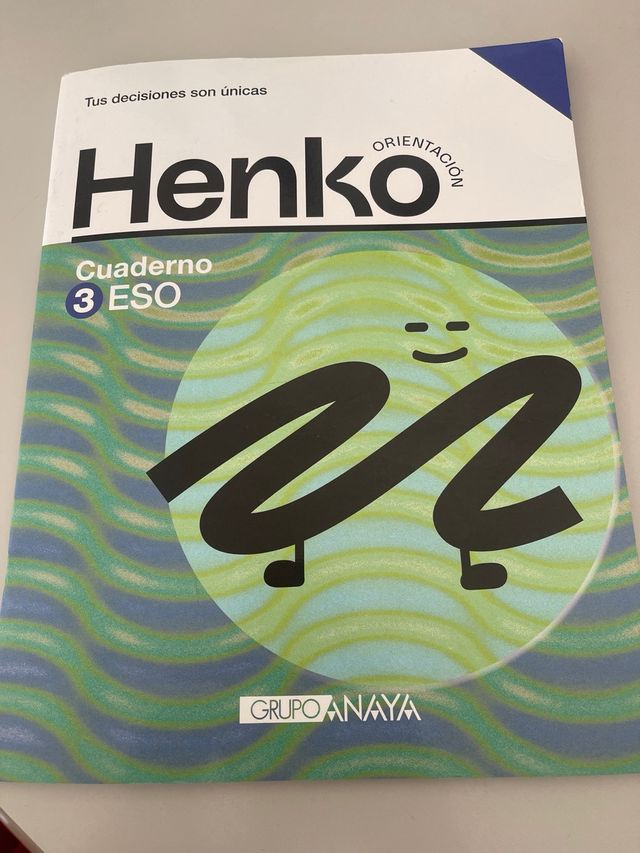 Tus decisiones son únicas
Henko
ORIENTACIÓN
Cuaderno
3 ESO
GRUPO ANAYA